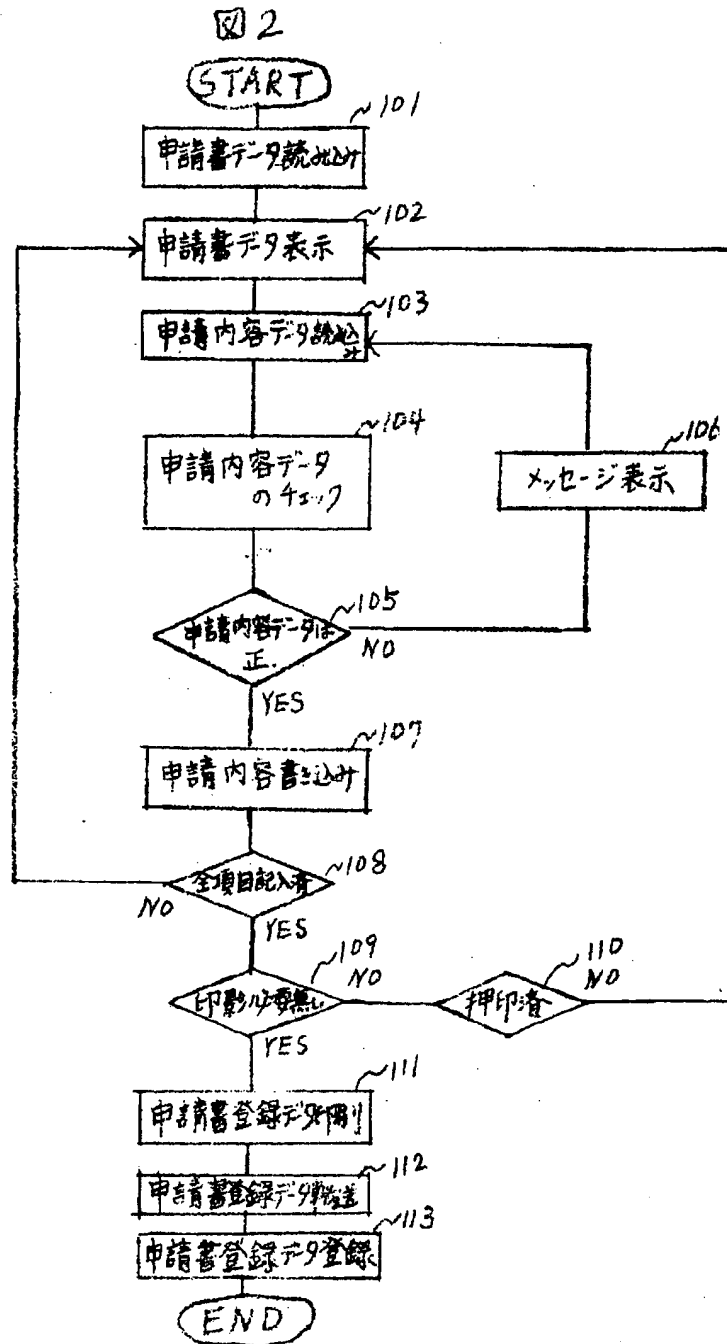 図2
START
101
申請書データ読み込み
102
申請書データ表示
103
申請内容データ読み込み
104
申請内容データ
のチェック
106
メッセージ表示
105
申請内容データは
正.
NO
YES
107
申請内容書き込み
108
全項目記入済
NO
YES
109
印影必要無し
NO
YES
110
押印済
NO
111
申請書登録データ印刷
112
申請書登録データ転送
113
申請書登録データ登録
END